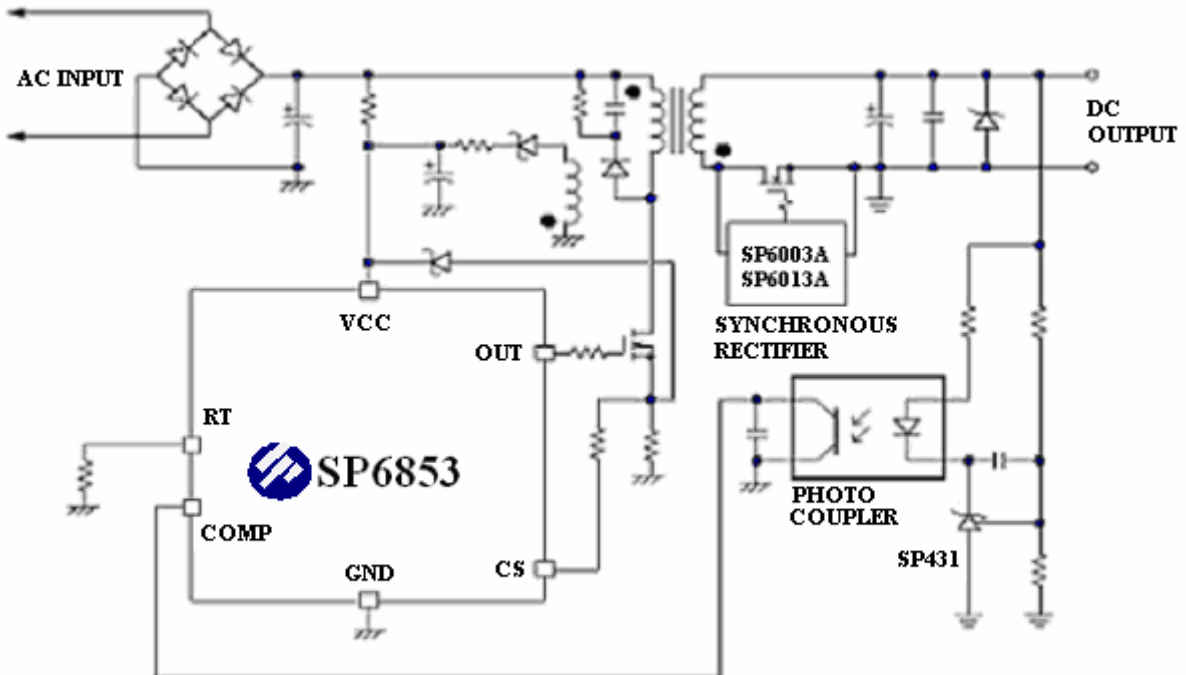 AC INPUT
DC
OUTPUT
SP6003A
SP6013A
SYNCHRONOUS
RECTIFIER
VCC
OUT
RT
SP6853
COMP
GND
CS
PHOTO
COUPLER
SP431